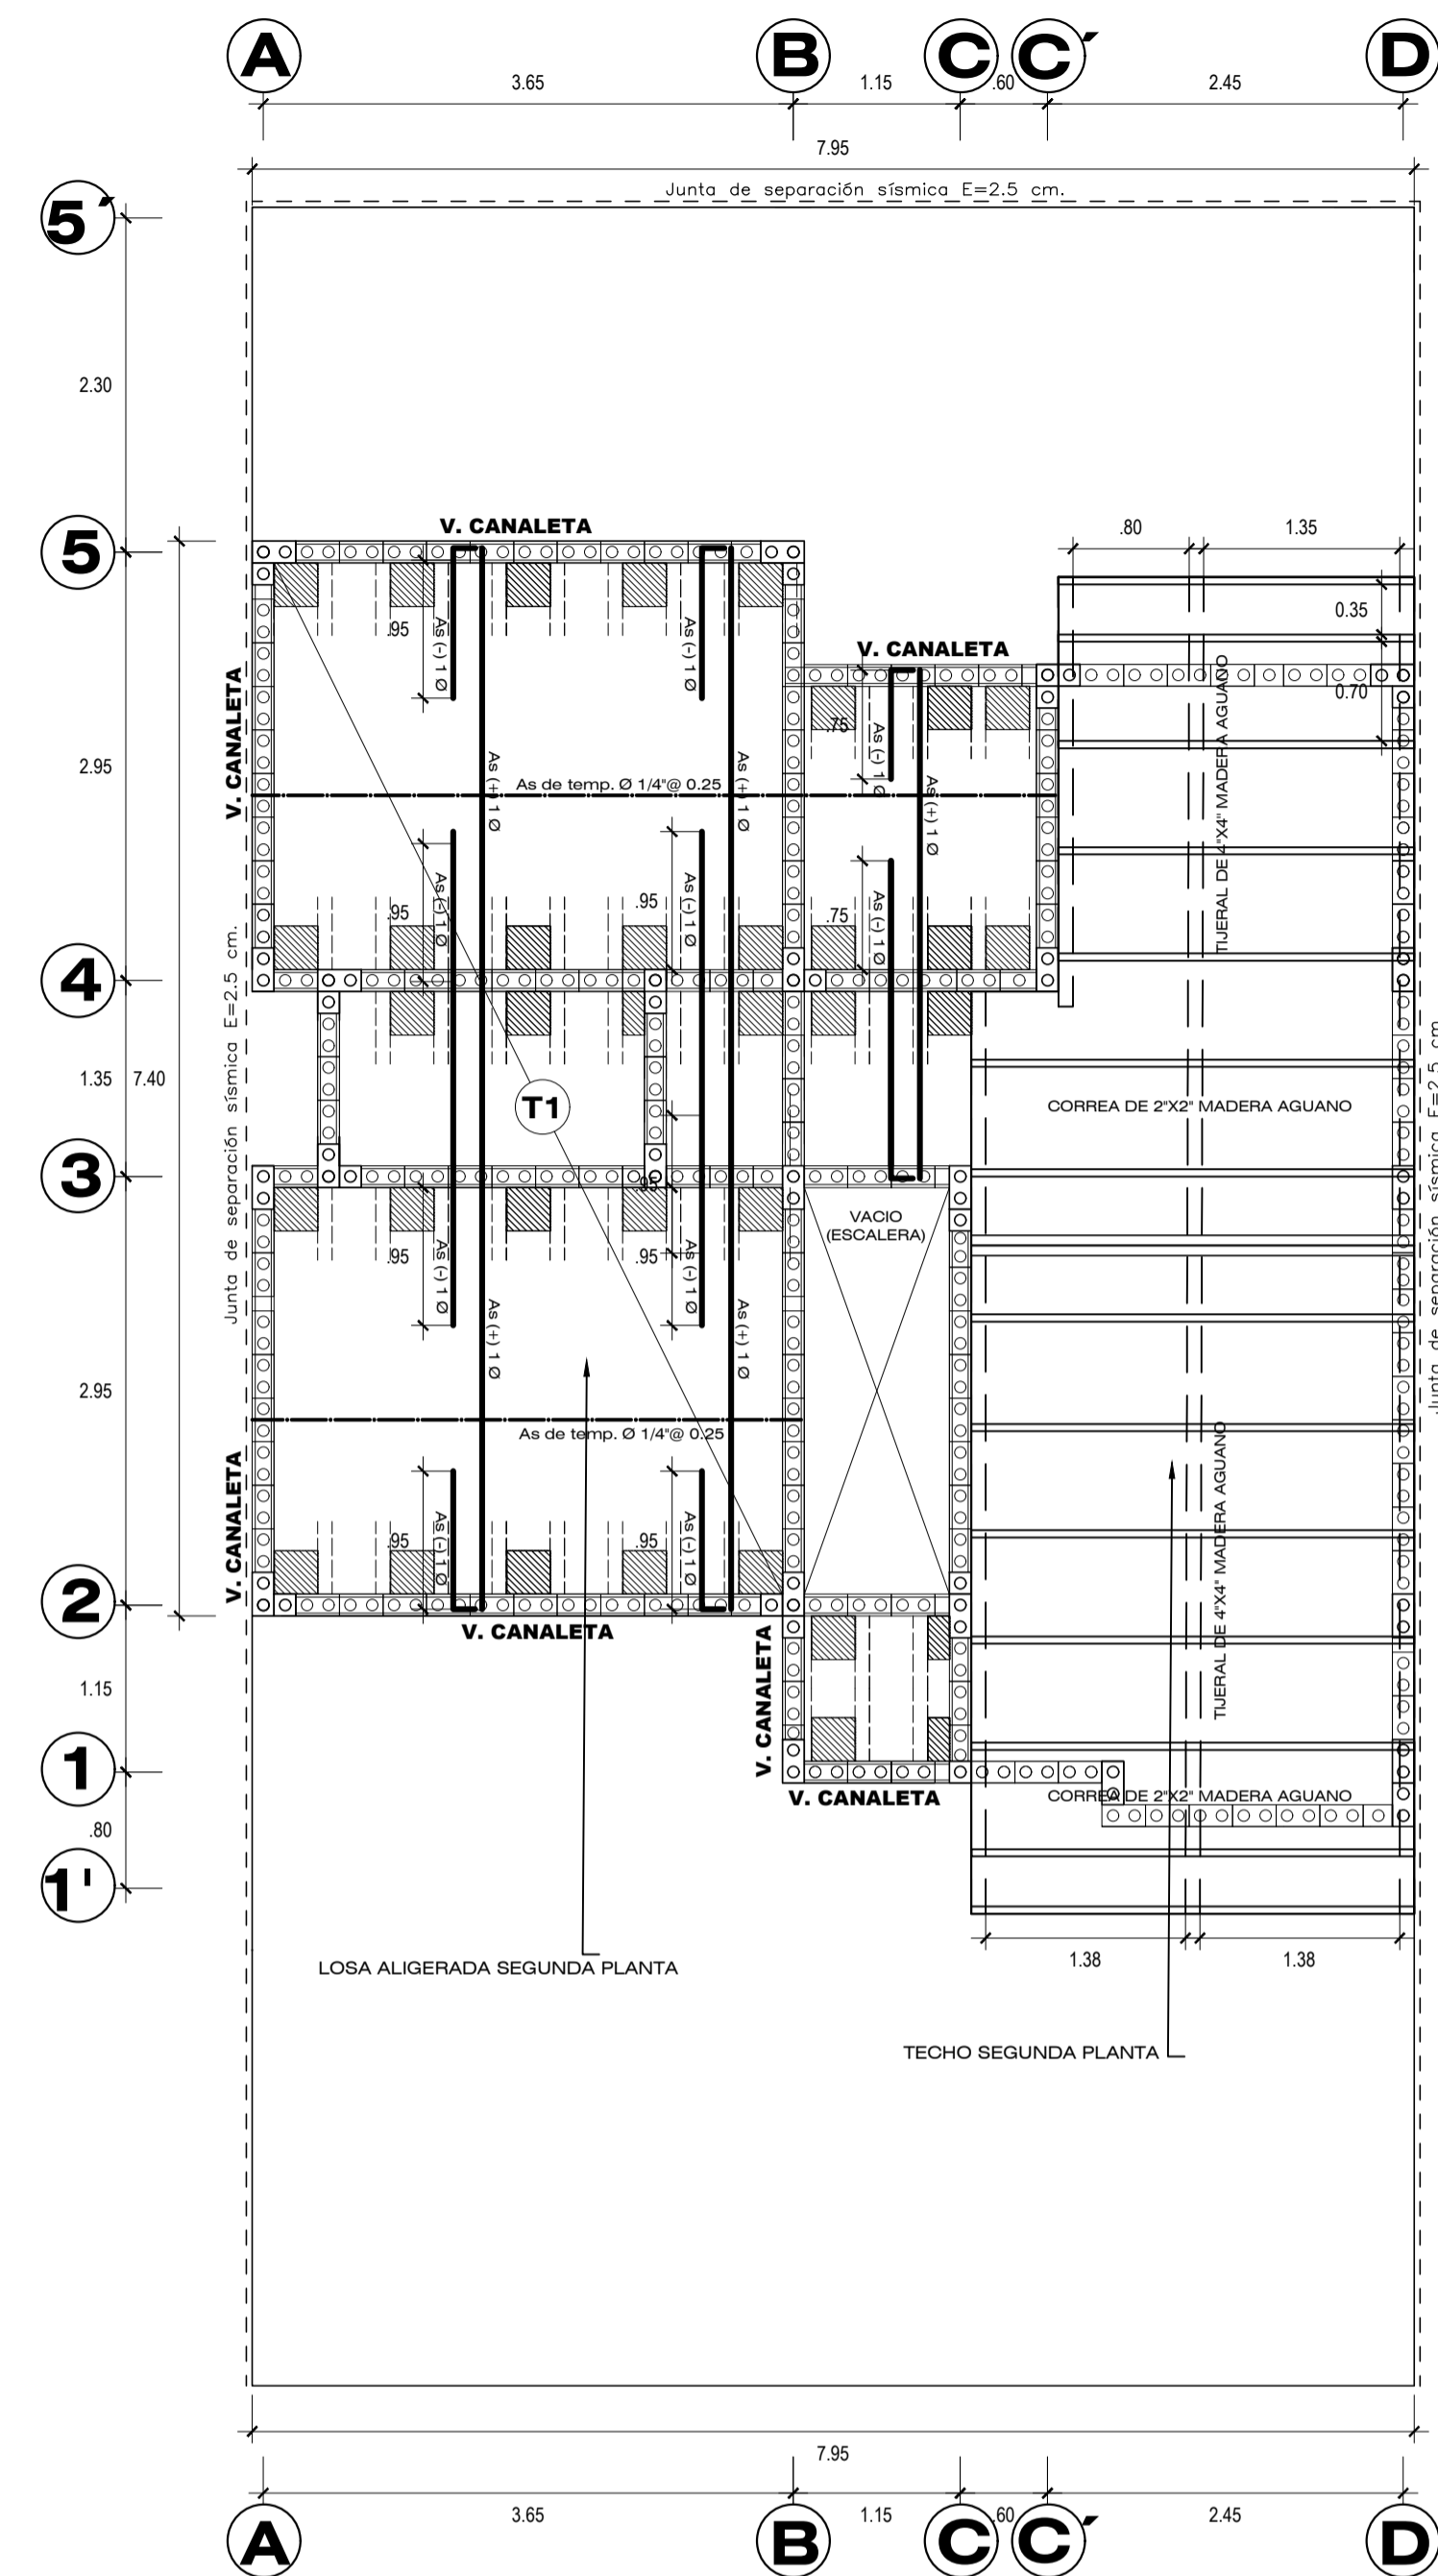 A B C C´ D
3.65 1.15 .60 2.45
7.95
Junta de separación sísmica E=2.5 cm.
5´
2.30
5
V. CANALETA
.80 1.35
0.35
0.70
V. CANALETA
V. CANALETA
.95
As (-) 1 Ø
As (-) 1 Ø
.75
As (-) 1 Ø
TIJERAL DE 4"X4" MADERA AGUANO
2.95
As (+) 1 Ø
As de temp. Ø 1/4"@ 0.25
As (+) 1 Ø
As (+) 1 Ø
.95
As (-) 1 Ø
.95
As (-) 1 Ø
.75
As (-) 1 Ø
4
Junta de separación sísmica E=2.5 cm.
1.35 7.40
T1
CORREA DE 2"X2" MADERA AGUANO
Junta de separación sísmica E=2.5 cm.
3
.95
VACIO
(ESCALERA)
.95
As (-) 1 Ø
.95
As (-) 1 Ø
As (+) 1 Ø
As (+) 1 Ø
2.95
As de temp. Ø 1/4"@ 0.25
V. CANALETA
.95
As (-) 1 Ø
.95
As (-) 1 Ø
TIJERAL DE 4"X4" MADERA AGUANO
2
V. CANALETA
V. CANALETA
1.15
1
V. CANALETA
CORREA DE 2"X2" MADERA AGUANO
.80
1'
1.38 1.38
LOSA ALIGERADA SEGUNDA PLANTA
TECHO SEGUNDA PLANTA
7.95
3.65 1.15 .60 2.45
A B C C´ D